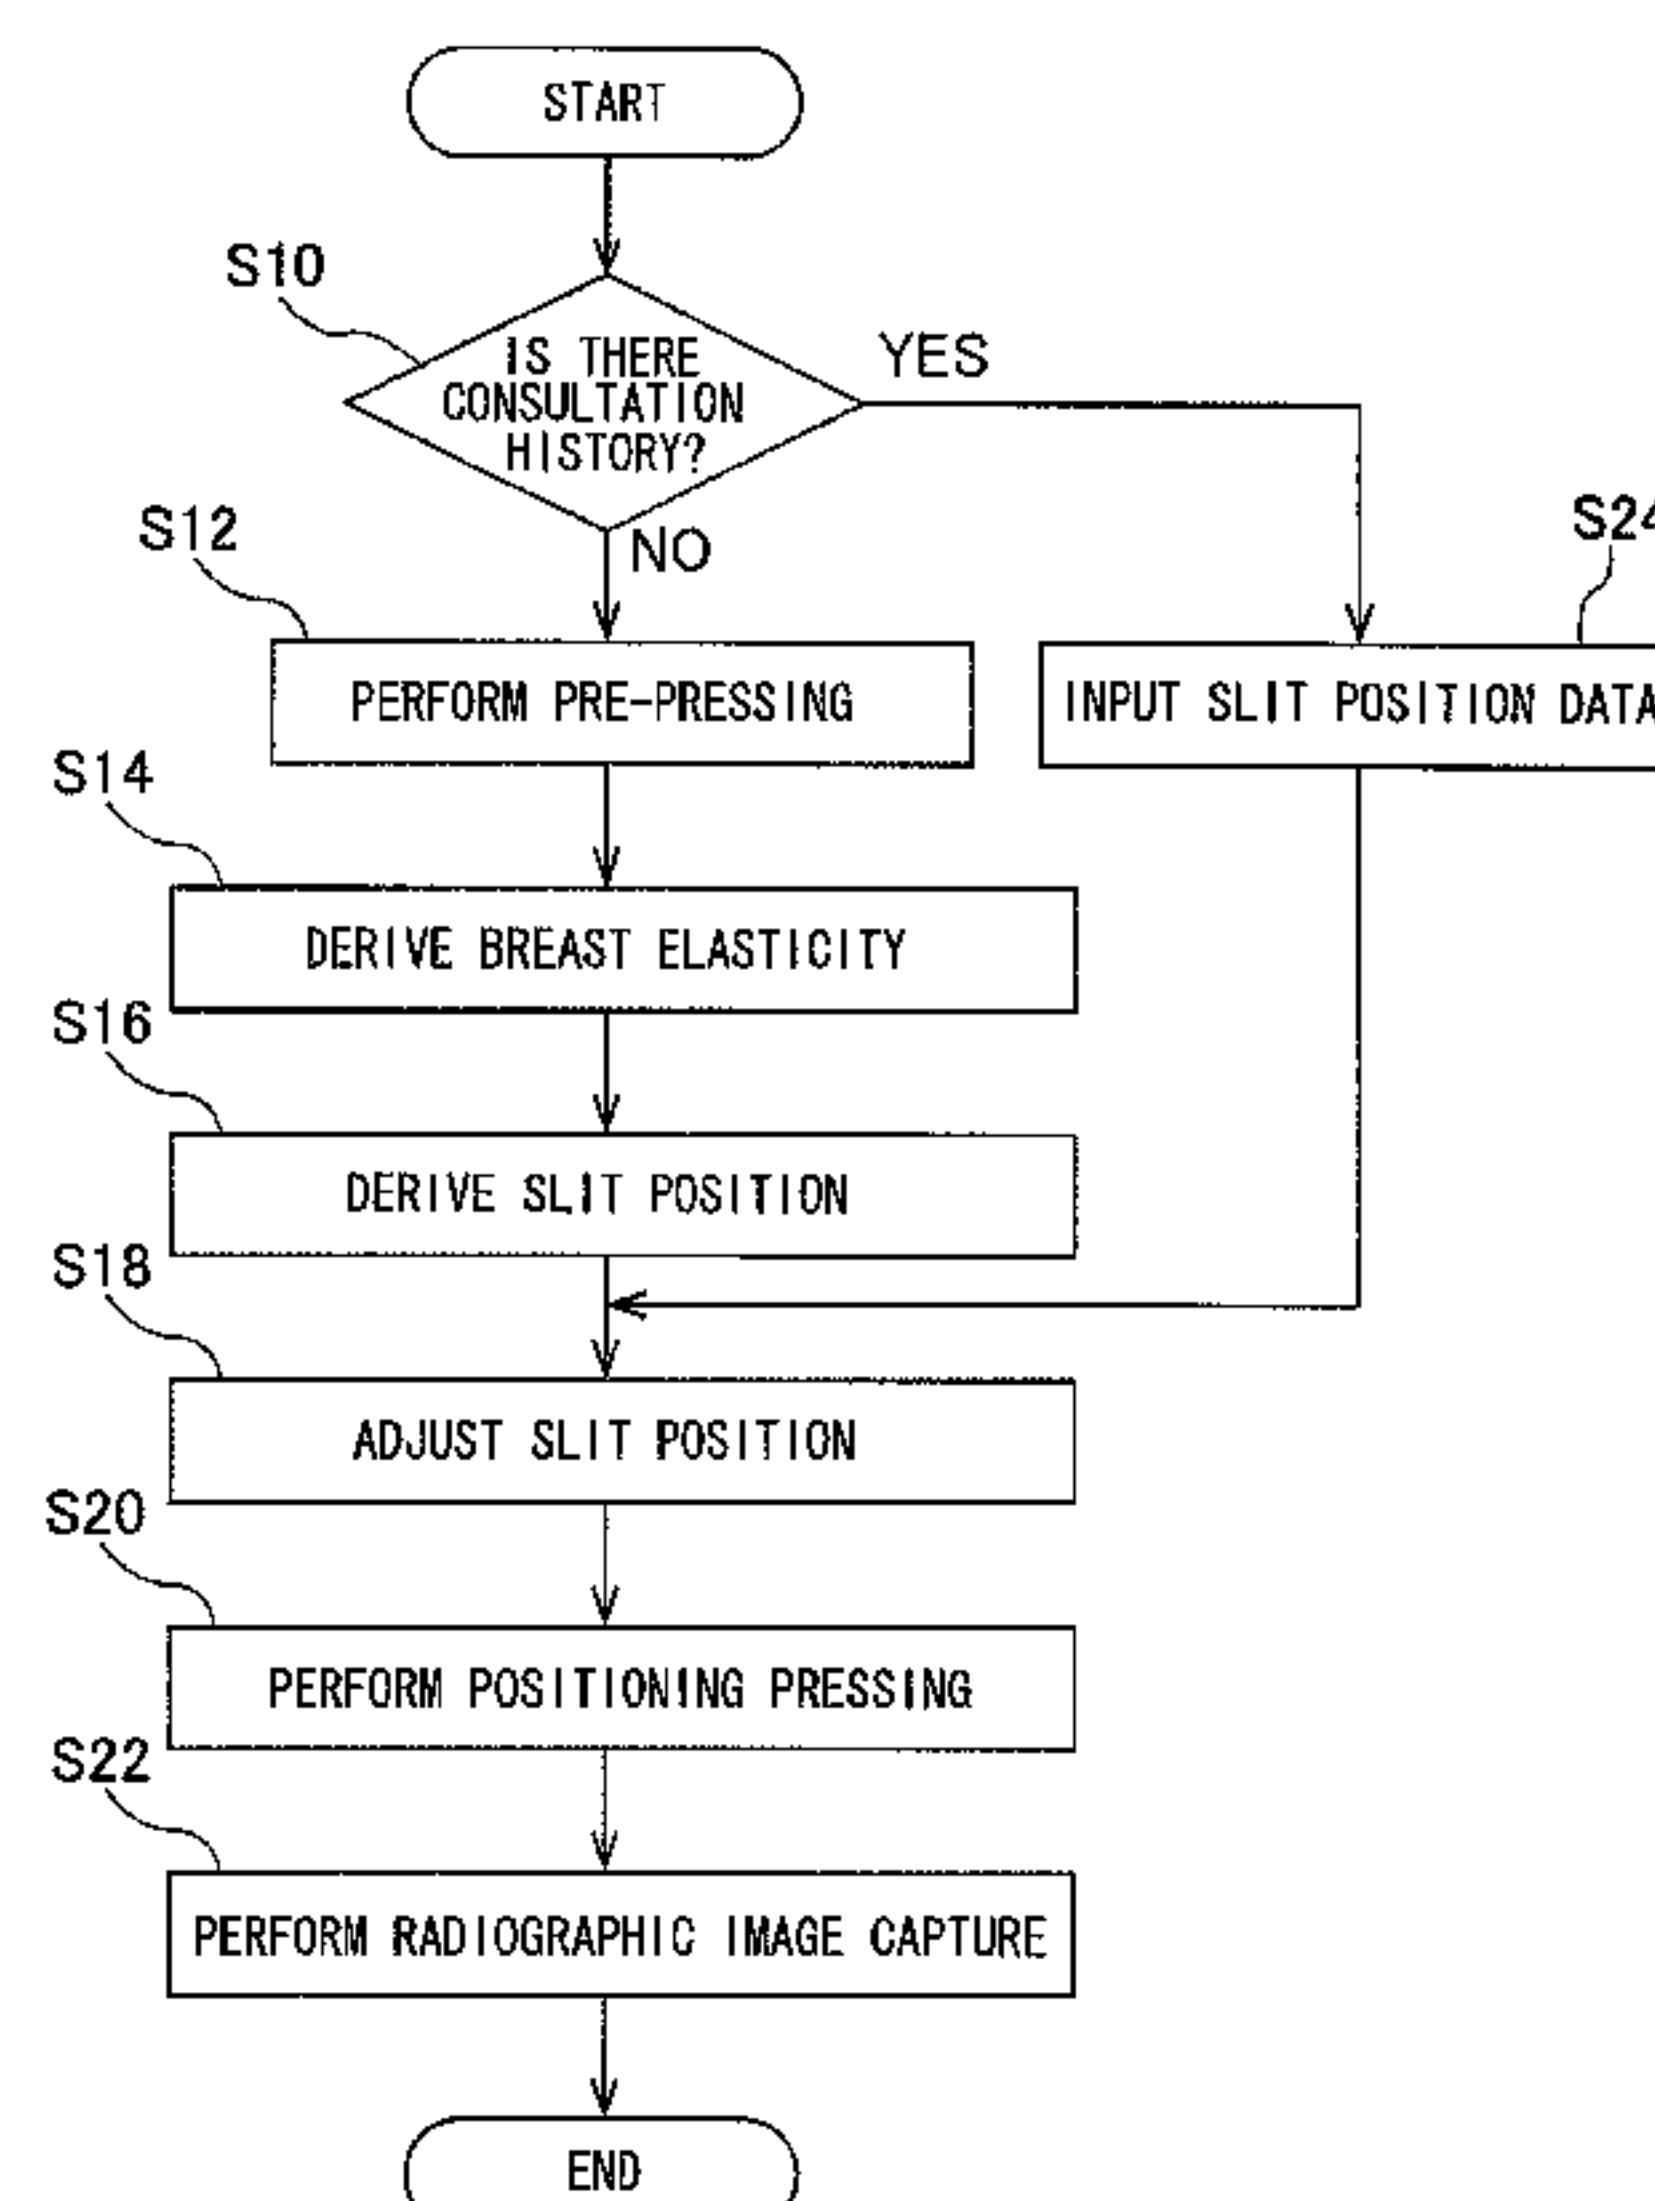 START
S10
IS THERE
CONSULTATION
HISTORY?
YES
NO
S12
PERFORM PRE-PRESSING
S24
INPUT SLIT POSITION DATA
S14
DERIVE BREAST ELASTICITY
S16
DERIVE SLIT POSITION
S18
ADJUST SLIT POSITION
S20
PERFORM POSITIONING PRESSING
S22
PERFORM RADIOGRAPHIC IMAGE CAPTURE
END